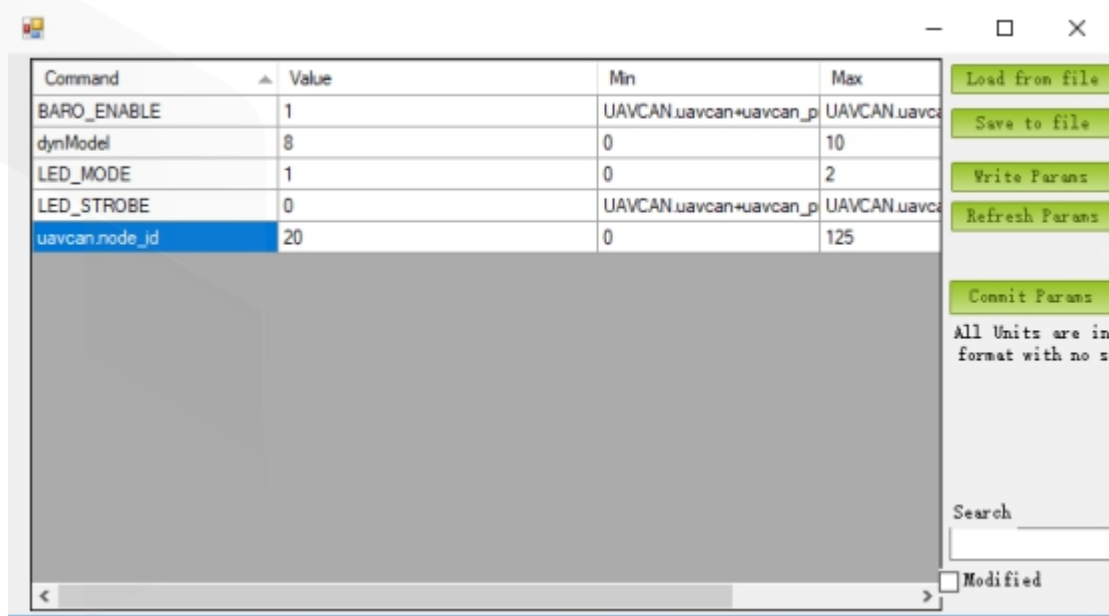 Command Value Min Max
BARO_ENABLE 1 UAVCAN.uavcan+uavcan_p UAVCAN.uavca
dynModel 8 0 10
LED_MODE 1 0 2
LED_STROBE 0 UAVCAN.uavcan+uavcan_p UAVCAN.uavca
uavcan.node_id 20 0 125
Load from file
Save to file
Write Params
Refresh Params
Commit Params
All Units are in
format with no s
Search
Modified